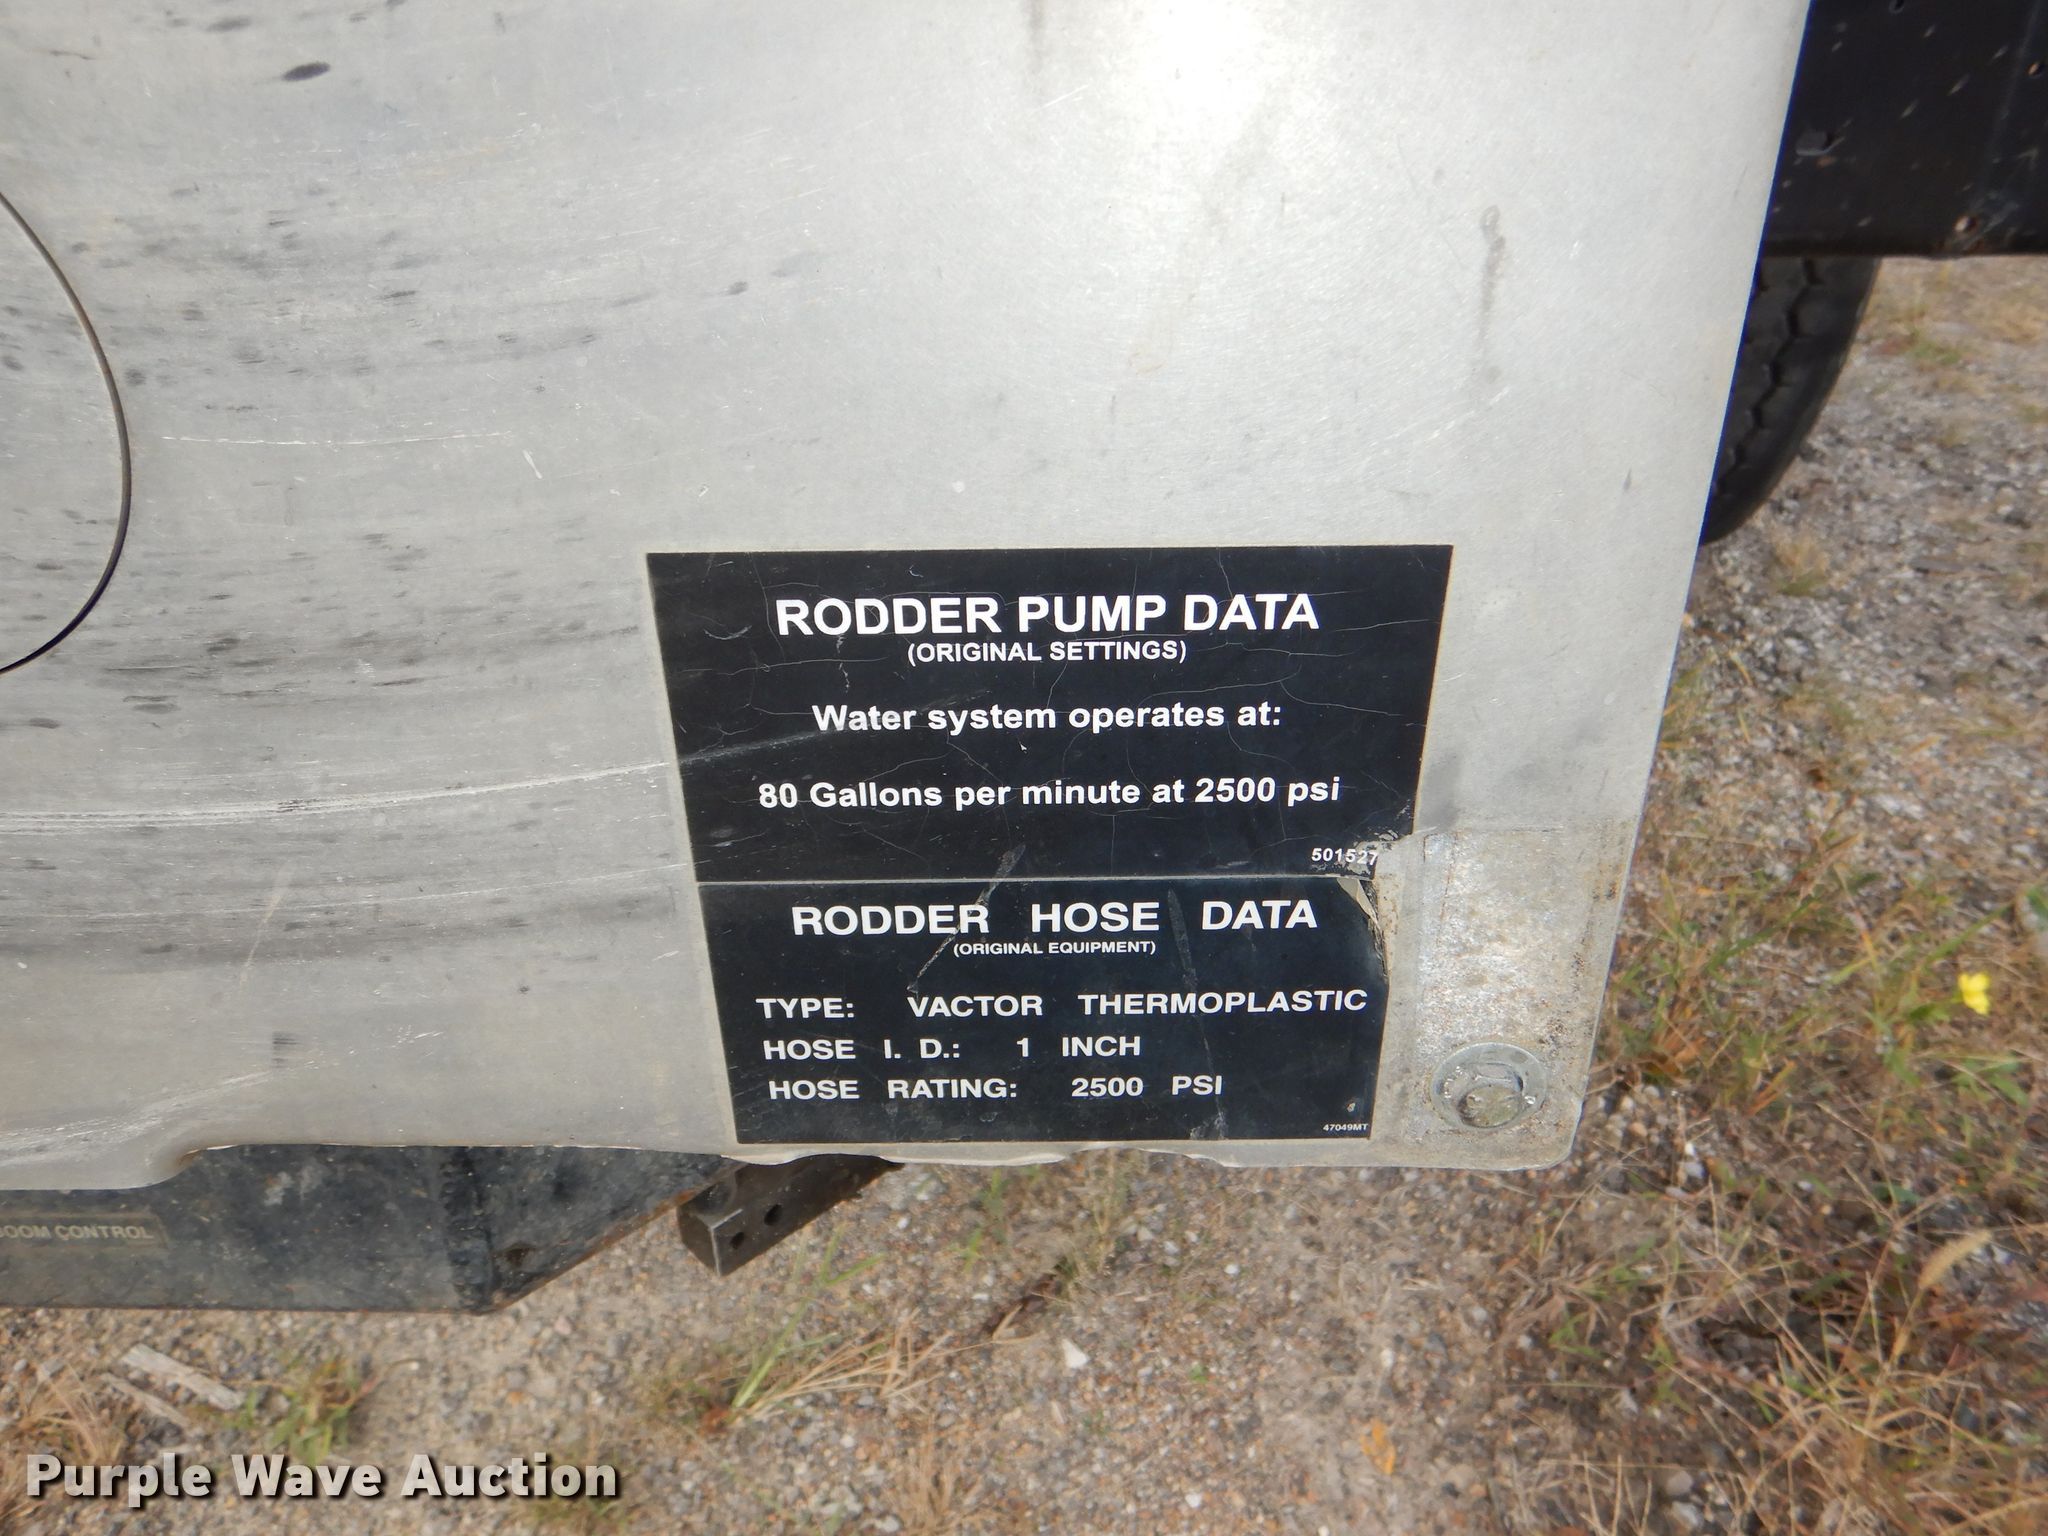 RODDER PUMP DATA
(ORIGINAL SETTINGS)
Water system operates at:
80 Gallons per minute at 2500 psi
501527
RODDER HOSE DATA
(ORIGINAL EQUIPMENT)
TYPE: VACTOR THERMOPLASTIC
HOSE I. D.: 1 INCH
HOSE RATING: 2500 PSI
47049MT
BOOM CONTROL
Purple Wave Auction